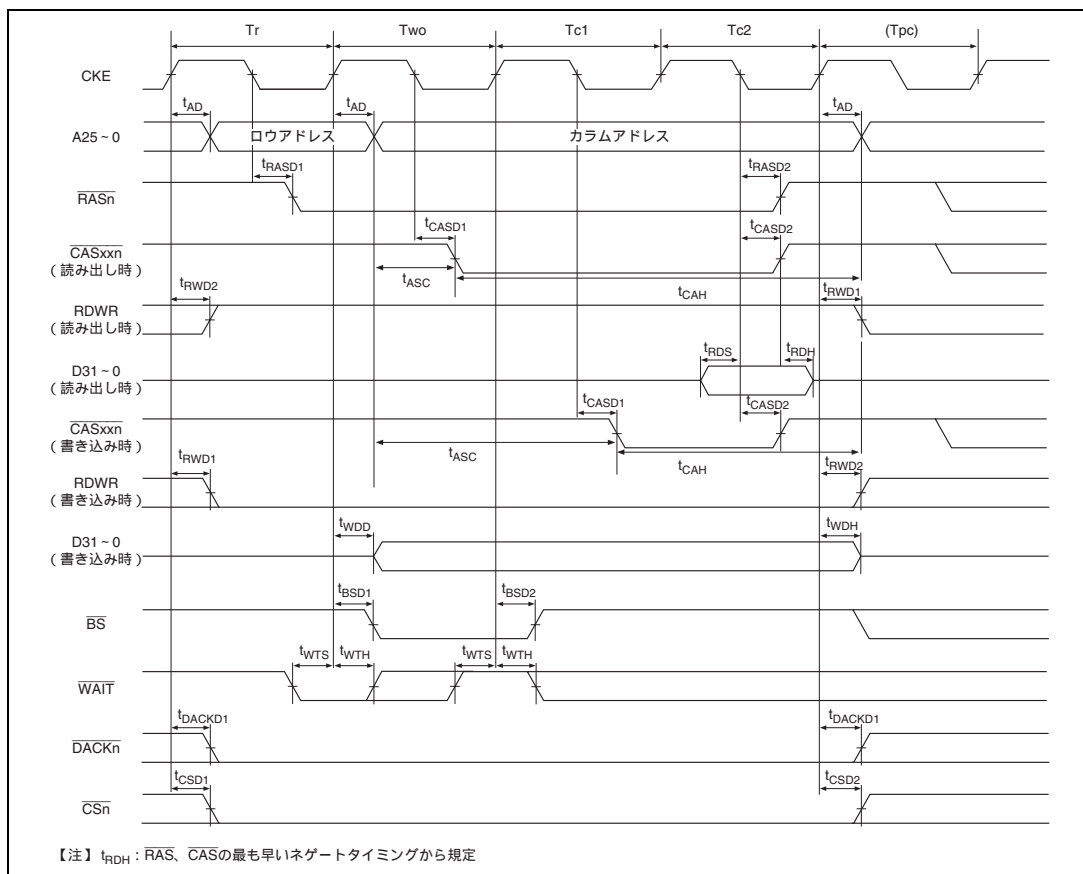 Tr Two Tc1 Tc2 (Tpc)
CKE
tAD tAD tAD
A25~0 ロウアドレス カラムアドレス
tRASD1 tRASD2
RASn
tCASD1 tCASD2
CASxxn
(読み出し時)
tASC
tCAH
tRWD2 tRWD1
RDWR
(読み出し時)
tRDS tRDH
D31~0
(読み出し時)
tCASD1 tCASD2
CASxxn
(書き込み時)
tASC
tCAH
tRWD1 tRWD2
RDWR
(書き込み時)
tWDD tWDH
D31~0
(書き込み時)
tBSD1 tBSD2
BS
tWTS tWTH tWTS tWTH
WAIT
tDACKD1 tDACKD1
DACKn
tCSD1 tCSD2
CSn
【注】 tRDH:RAS、CASの最も早いネゲートタイミングから規定